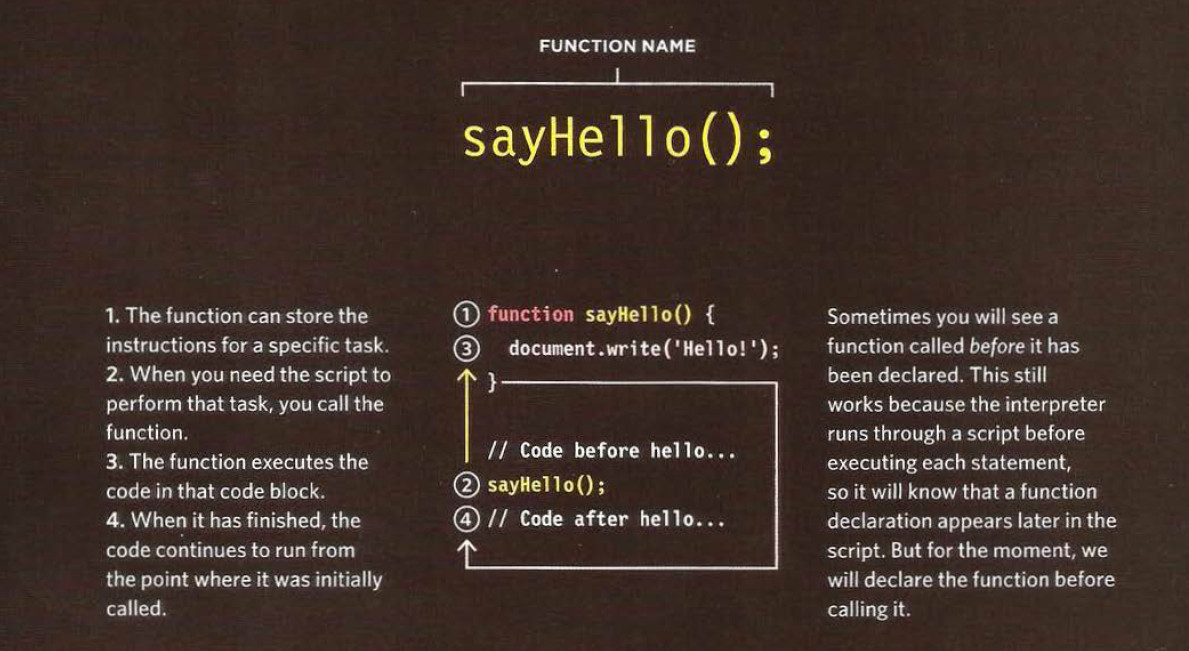 FUNCTION NAME
sayHello();
1. The function can store the
instructions for a specific task.
2. When you need the script to
perform that task, you call the
function.
3. The function executes the
code in that code block.
4. When it has finished, the
code continues to run from
the point where it was initially
called.
1 function sayHello() {
3 document.write('Hello!');
}
// Code before hello...
2 sayHello();
4 // Code after hello...
Sometimes you will see a
function called before it has
been declared. This still
works because the interpreter
runs through a script before
executing each statement,
so it will know that a function
declaration appears later in the
script. But for the moment, we
will declare the function before
calling it.